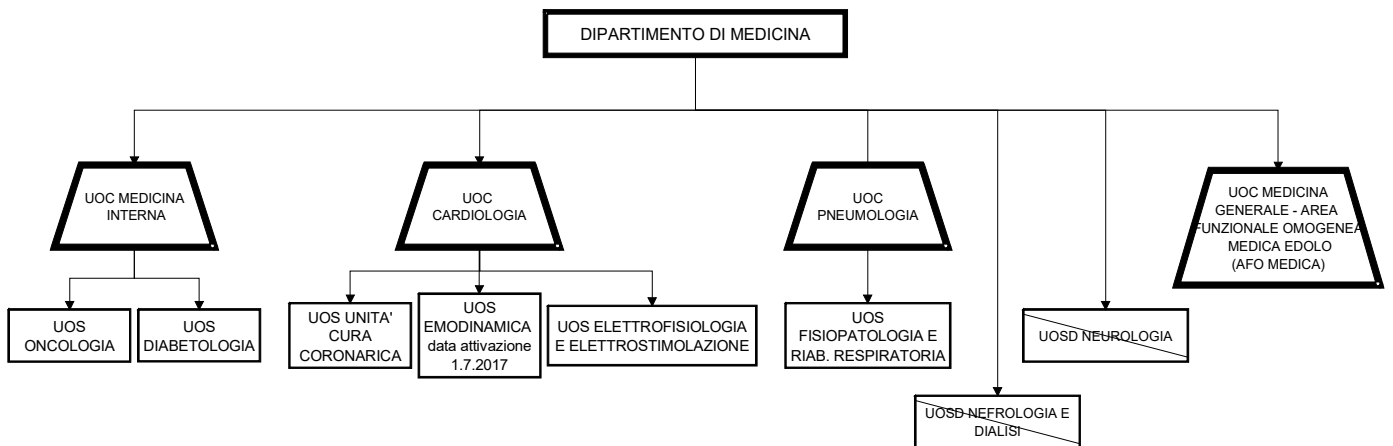 DIPARTIMENTO DI MEDICINA
UOC MEDICINA
INTERNA
UOC
CARDIOLOGIA
UOC
PNEUMOLOGIA
UOC MEDICINA
GENERALE - AREA
FUNZIONALE OMOGENEA
MEDICA EDOLO
(AFO MEDICA)
UOS
ONCOLOGIA
UOS
DIABETOLOGIA
UOS UNITA'
CURA
CORONARICA
UOS
EMODINAMICA
data attivazione
1.7.2017
UOS ELETTROFISIOLOGIA
E ELETTROSTIMOLAZIONE
UOS
FISIOPATOLOGIA E
RIAB. RESPIRATORIA
UOSD NEUROLOGIA
UOSD NEFROLOGIA E
DIALISI